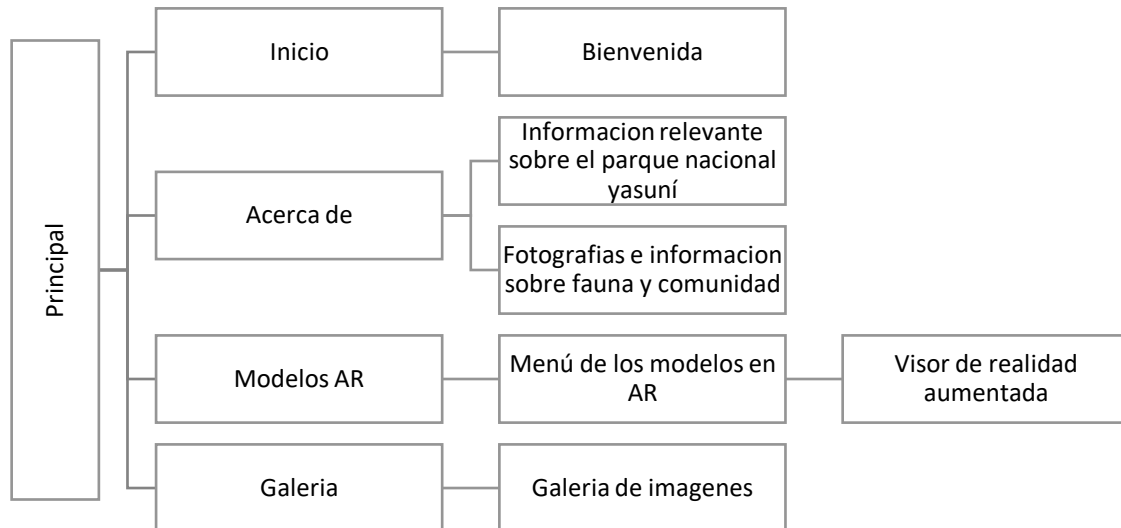 Principal
Inicio
Bienvenida
Acerca de
Informacion relevante
sobre el parque nacional
yasuní
Fotografias e informacion
sobre fauna y comunidad
Modelos AR
Menú de los modelos en
AR
Visor de realidad
aumentada
Galeria
Galeria de imagenes